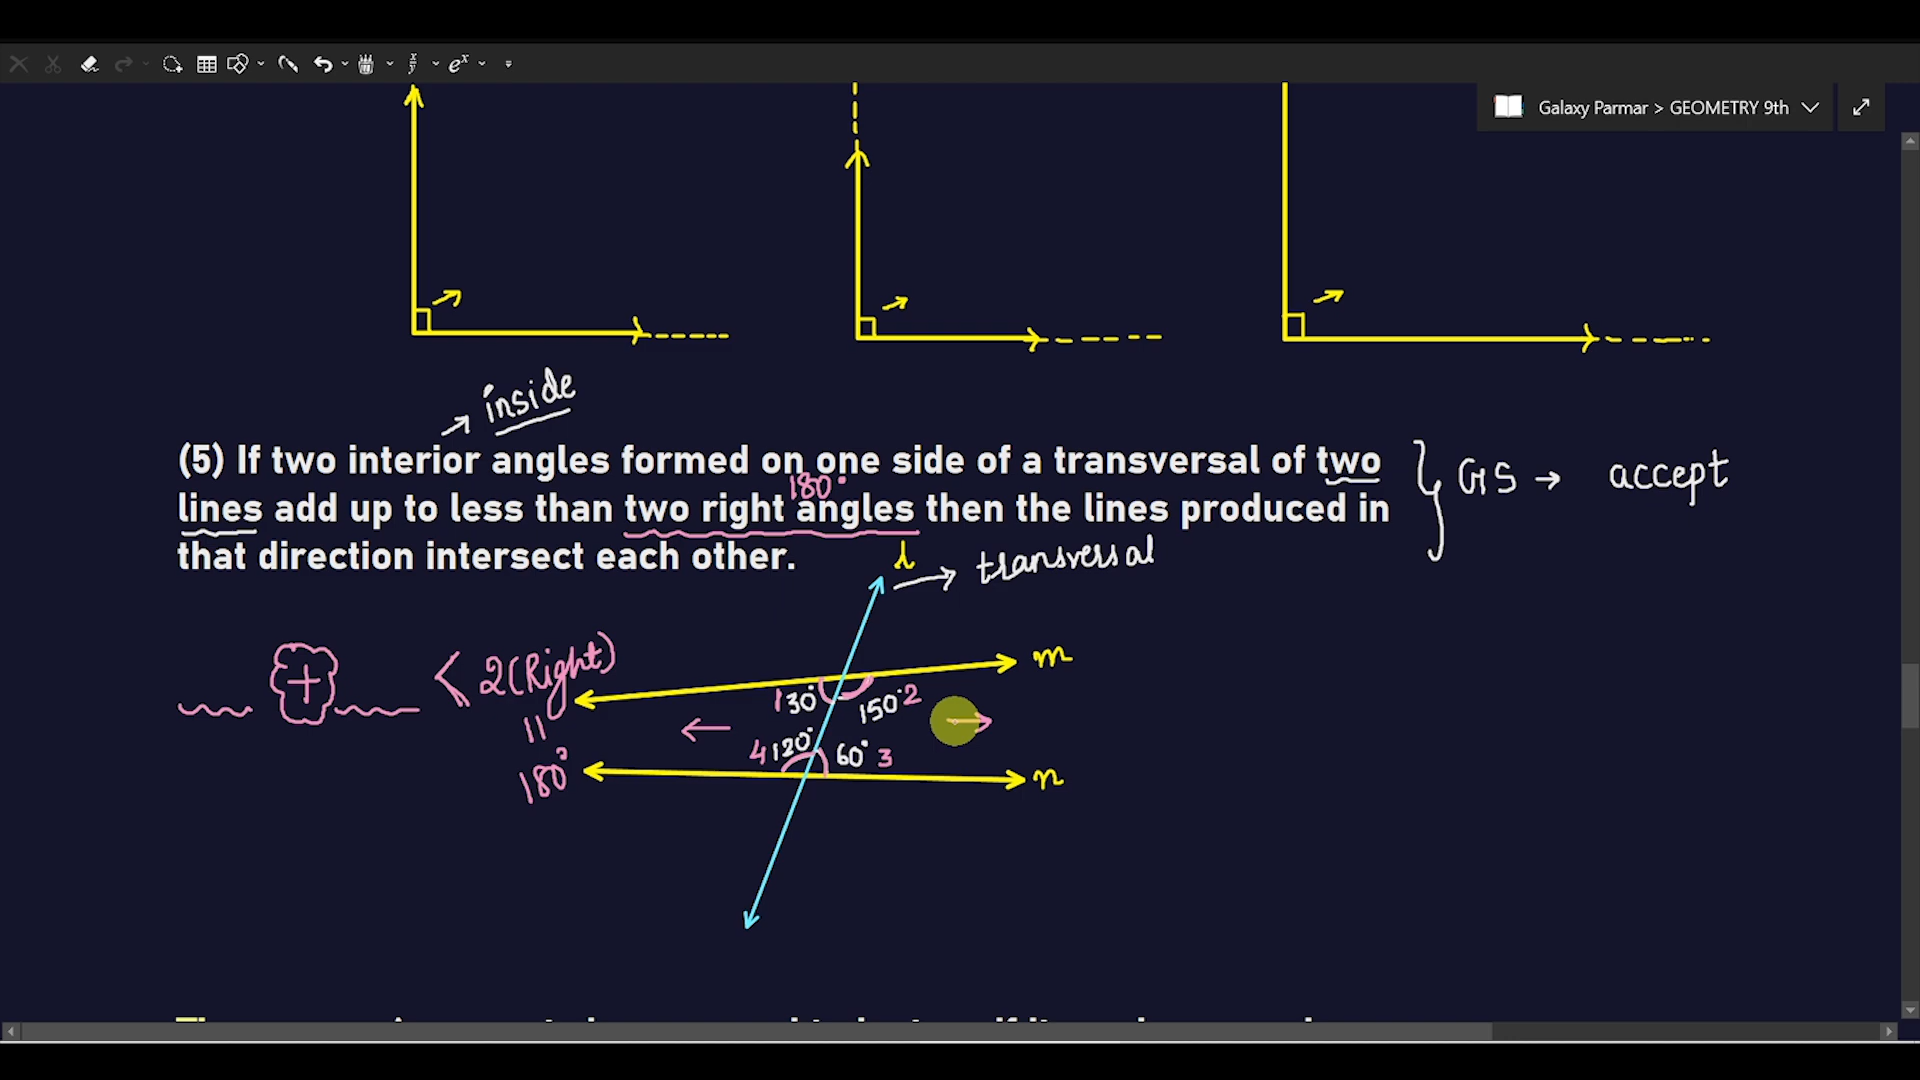 Galaxy Parmar > GEOMETRY 9th
inside
(5) If two interior angles formed on one side of a transversal of two
180°
lines add up to less than two right angles then the lines produced in
that direction intersect each other.
GS → accept
l → transversal
+ < 2(Right)
180°
m
1 30° 150° 2
4 120° 60° 3
n